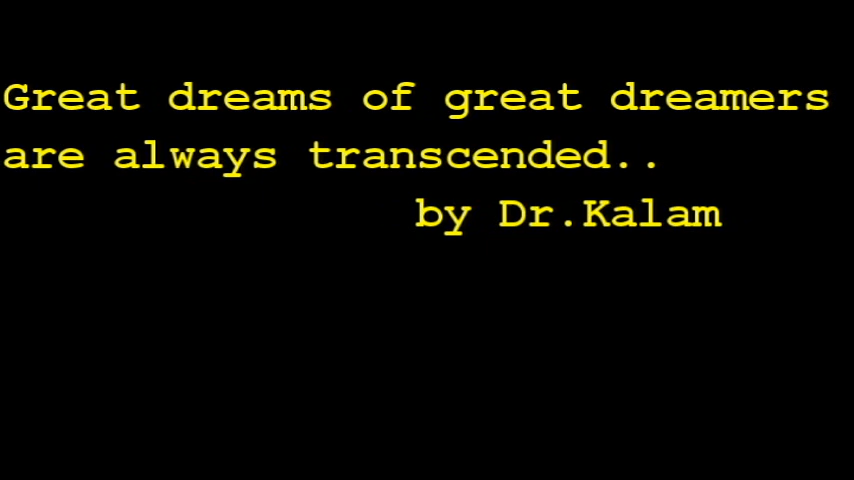 Great dreams of great dreamers
are always transcended..
by Dr.Kalam